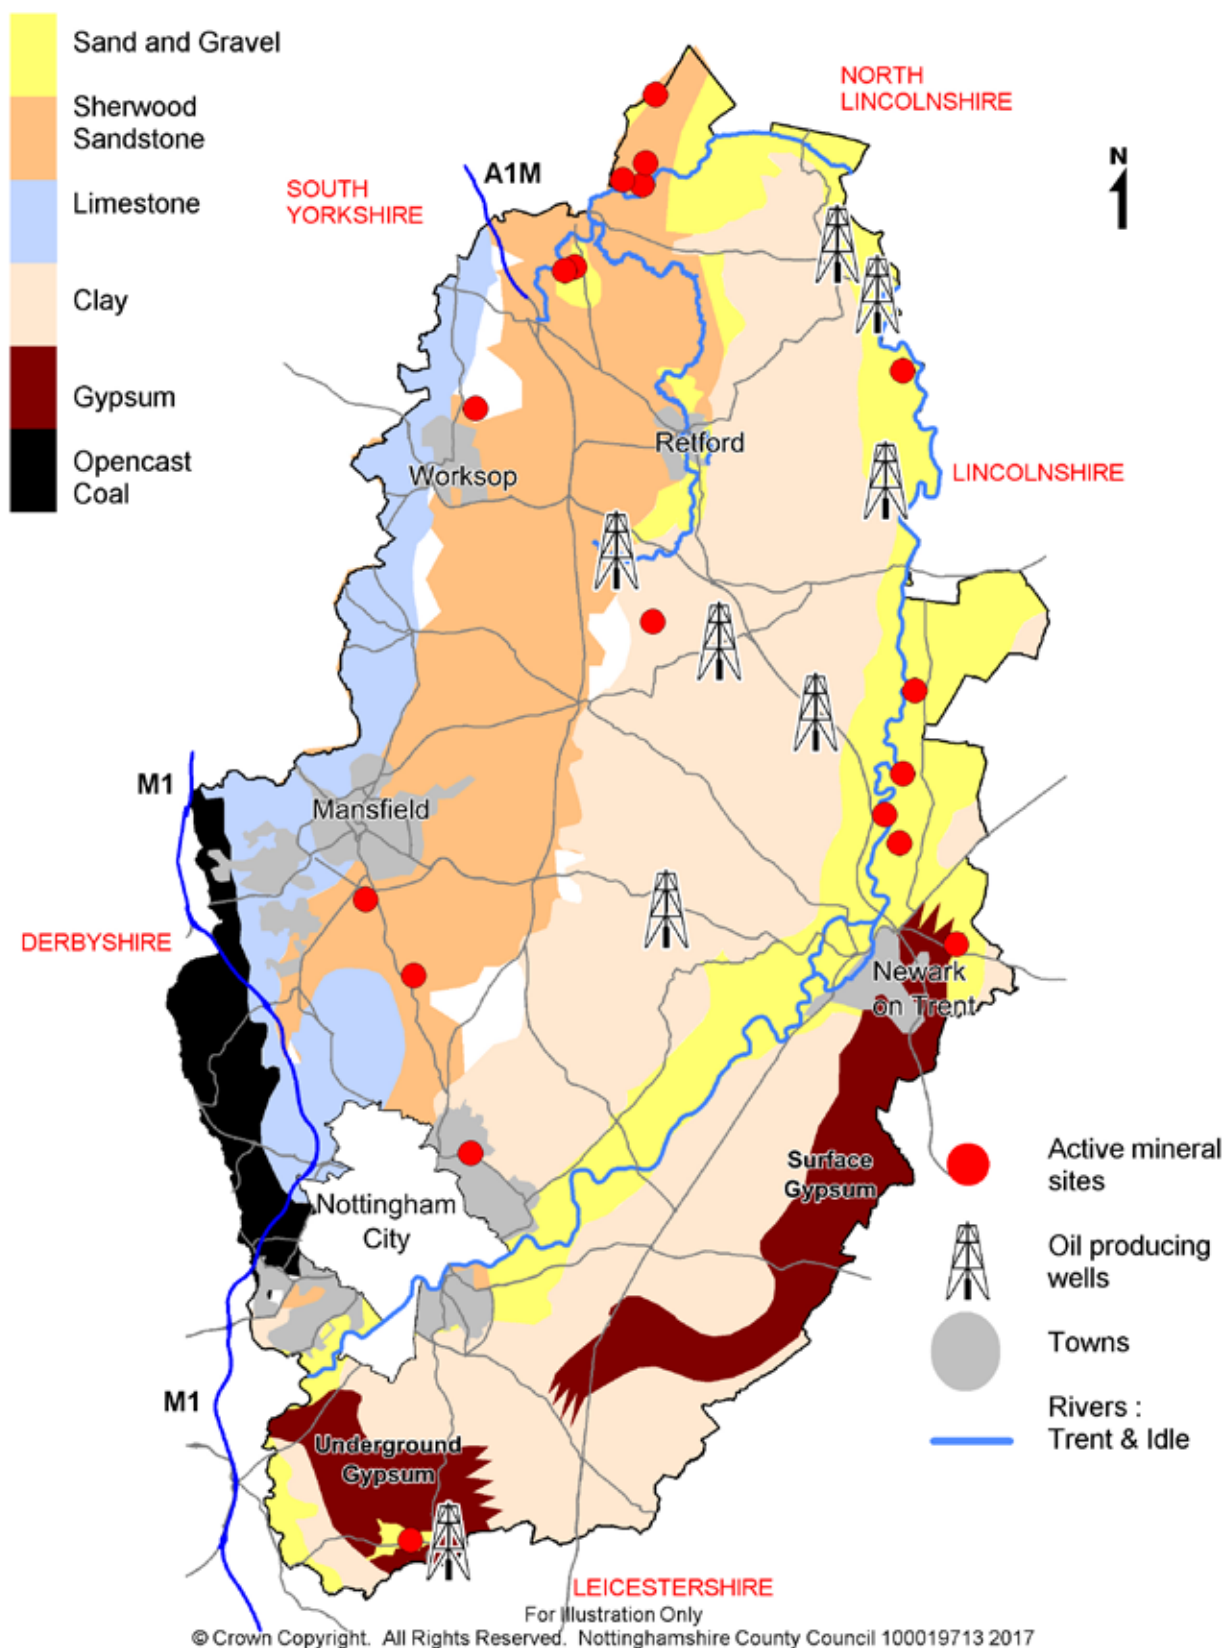 Sand and Gravel
Sherwood
Sandstone
Limestone
Clay
Gypsum
Opencast
Coal
NORTH
LINCOLNSHIRE
N
A1M
SOUTH
YORKSHIRE
Retford
Worksop
LINCOLNSHIRE
M1
Mansfield
DERBYSHIRE
Newark
on Trent
Surface
Gypsum
Nottingham
City
Active mineral
sites
Oil producing
wells
Towns
Rivers :
Trent & Idle
M1
Underground
Gypsum
LEICESTERSHIRE
For Illustration Only
© Crown Copyright. All Rights Reserved. Nottinghamshire County Council 100019713 2017